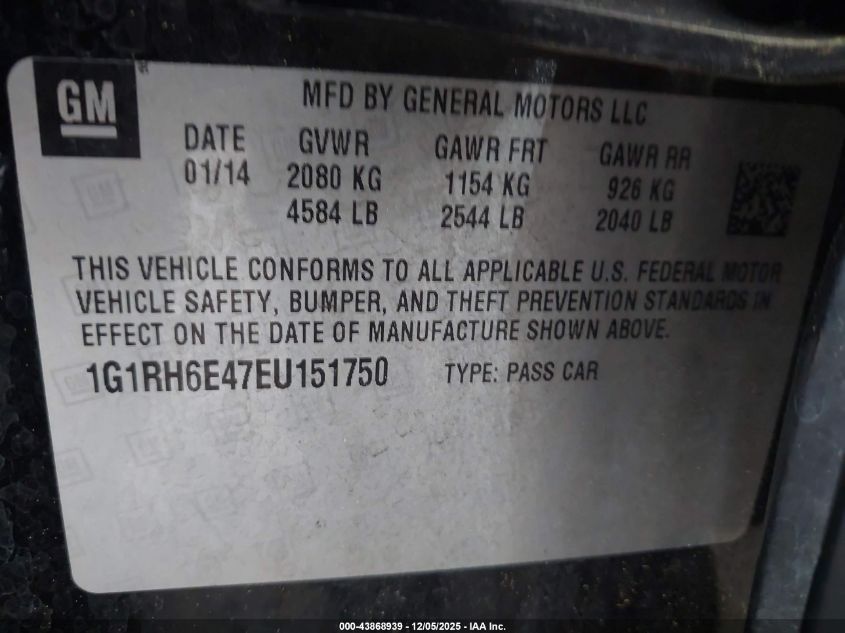 GM
MFD BY GENERAL MOTORS LLC
DATE GVWR GAWR FRT GAWR RR
01/14 2080 KG 1154 KG 926 KG
4584 LB 2544 LB 2040 LB
THIS VEHICLE CONFORMS TO ALL APPLICABLE U.S. FEDERAL MOTOR
VEHICLE SAFETY, BUMPER, AND THEFT PREVENTION STANDARDS IN
EFFECT ON THE DATE OF MANUFACTURE SHOWN ABOVE.
1G1RH6E47EU151750 TYPE: PASS CAR
000-43868939 - 12/05/2025 - IAA Inc.